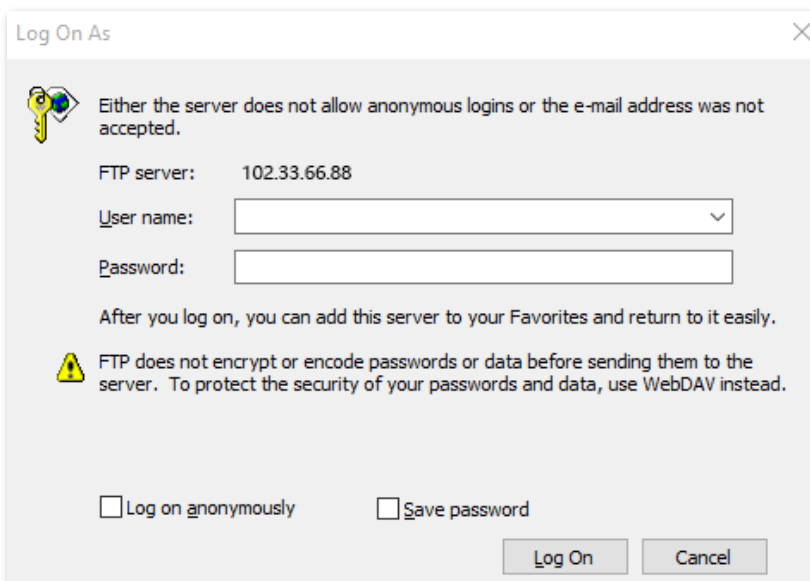 Log On As
Either the server does not allow anonymous logins or the e-mail address was not
accepted.
FTP server: 102.33.66.88
User name:
Password:
After you log on, you can add this server to your Favorites and return to it easily.
FTP does not encrypt or encode passwords or data before sending them to the
server. To protect the security of your passwords and data, use WebDAV instead.
Log on anonymously Save password
Log On Cancel